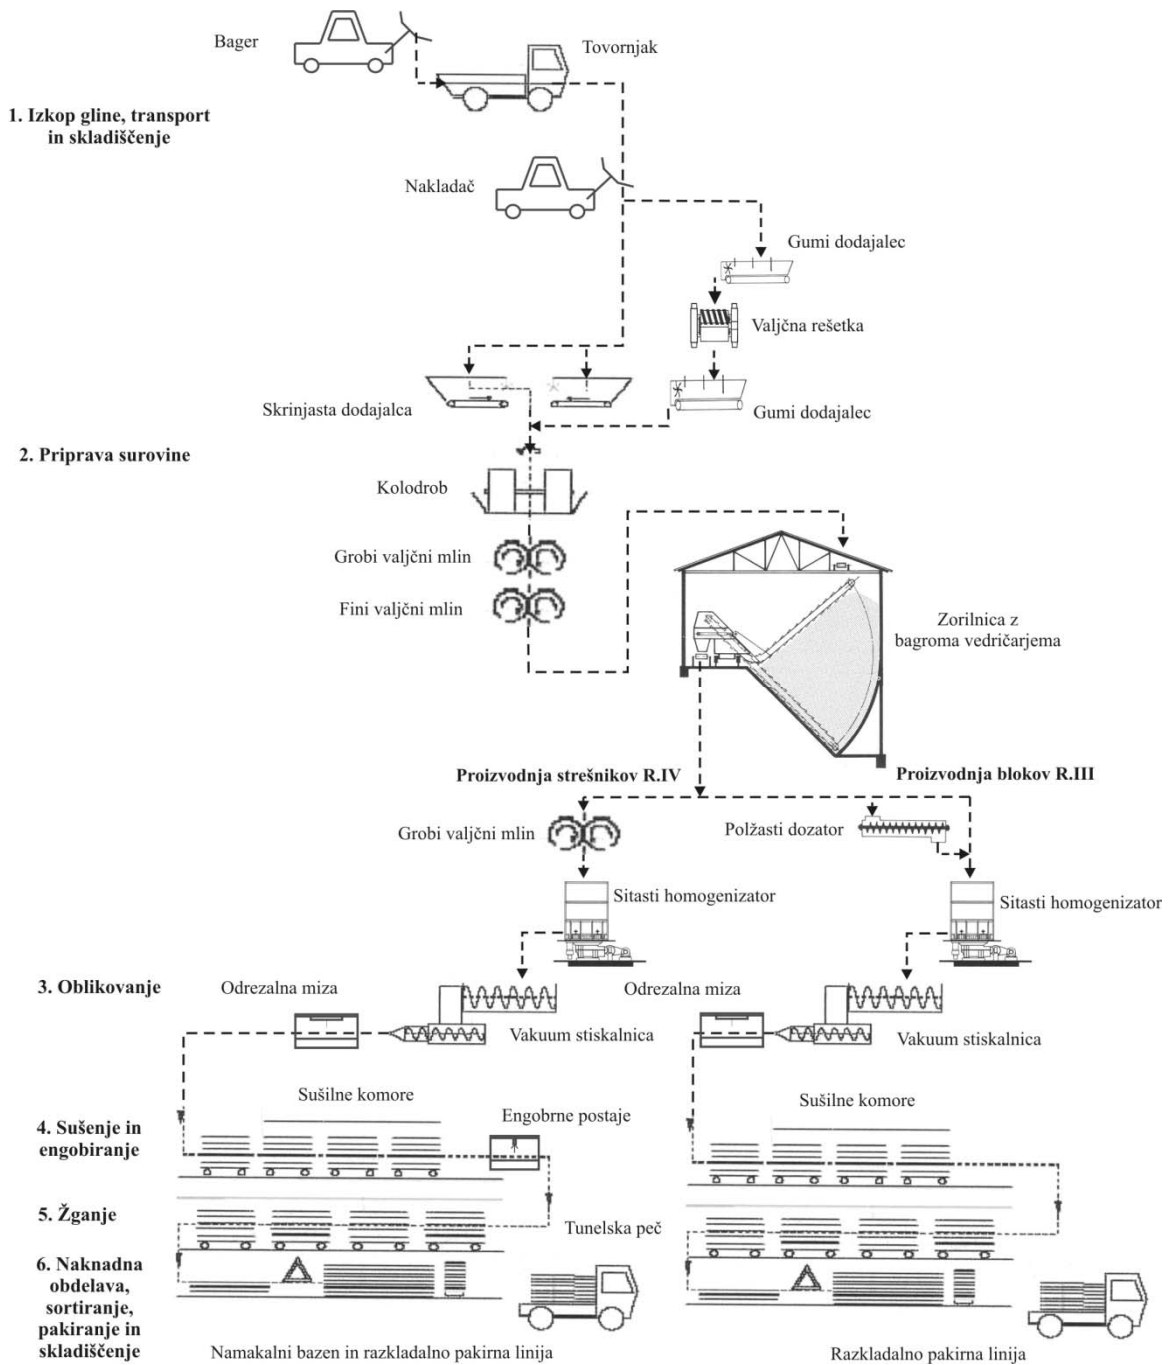 Bager
Tovornjak
1. Izkop gline, transport
in skladiščenje
Nakladač
Gumi dodajalec
Valjčna rešetka
Skrinjasta dodajalca
Gumi dodajalec
2. Priprava surovine
Kolodrob
Grobi valjčni mlin
Fini valjčni mlin
Zorilnica z
bagroma vedričarjema
Proizvodnja strešnikov R.IV
Proizvodnja blokov R.III
Grobi valjčni mlin
Polžasti dozator
Sitasti homogenizator
Sitasti homogenizator
3. Oblikovanje
Odrezalna miza
Odrezalna miza
Vakuum stiskalnica
Vakuum stiskalnica
Sušilne komore
Sušilne komore
4. Sušenje in
engobiranje
Engobrne postaje
5. Žganje
Tunelska peč
6. Naknadna
obdelava,
sortiranje,
pakiranje in
skladiščenje
Namakalni bazen in razkladalno pakirna linija
Razkladalno pakirna linija